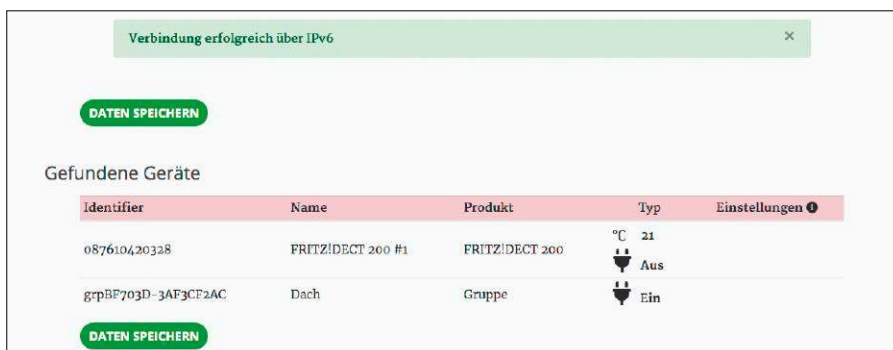 Verbindung erfolgreich über IPv6 ×
DATEN SPEICHERN
Gefundene Geräte
Identifier Name Produkt Typ Einstellungen
°C 21
087610420328 FRITZ!DECT 200 #1 FRITZ!DECT 200
Aus
grpBF703D-3AF3CF2AC Dach Gruppe Ein
DATEN SPEICHERN